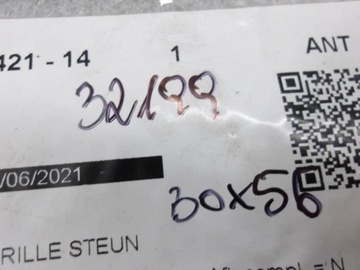 421 - 14 1 ANT
32199
/06/2021
30x56
RILLE STEUN
= N